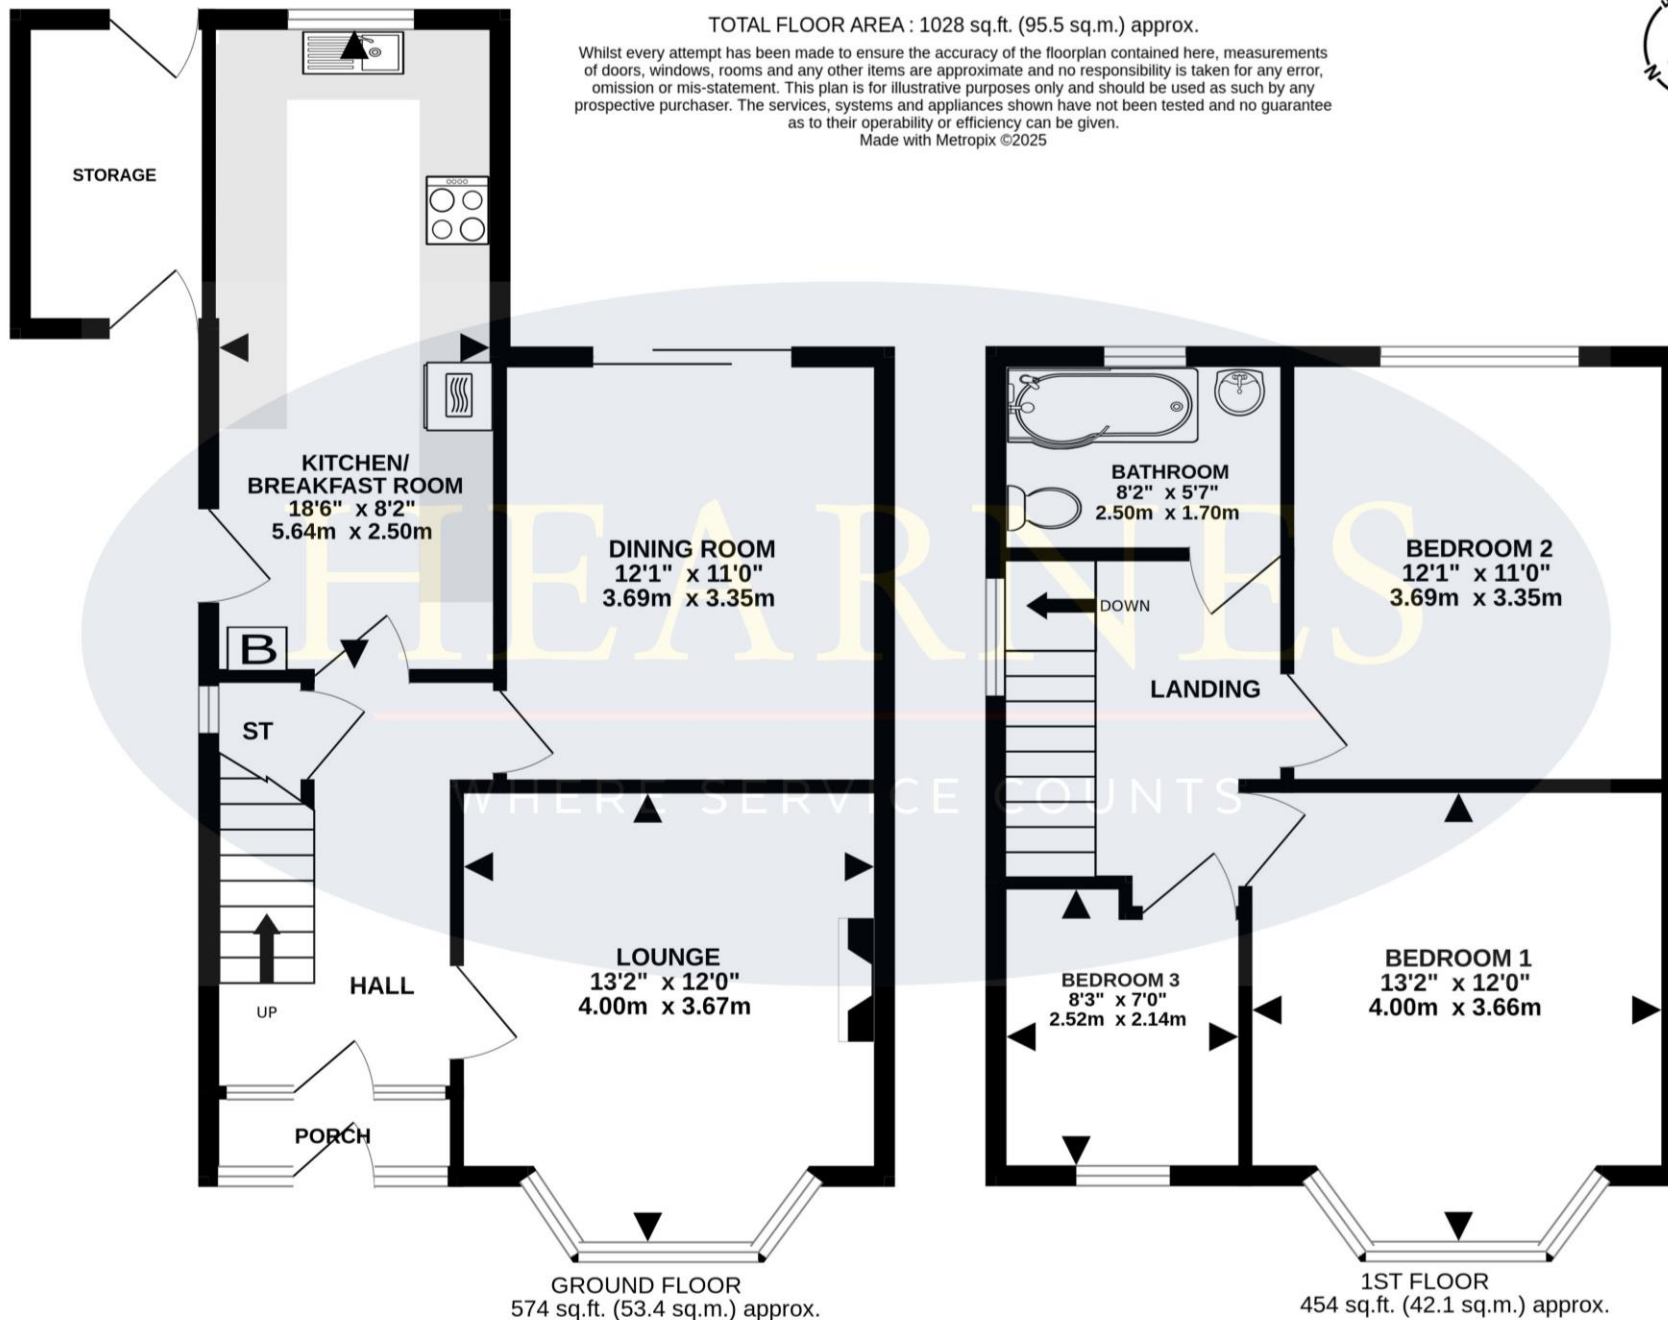 TOTAL FLOOR AREA : 1028 sq.ft. (95.5 sq.m.) approx.
Whilst every attempt has been made to ensure the accuracy of the floorplan contained here, measurements
of doors, windows, rooms and any other items are approximate and no responsibility is taken for any error,
omission or mis-statement. This plan is for illustrative purposes only and should be used as such by any
prospective purchaser. The services, systems and appliances shown have not been tested and no guarantee
as to their operability or efficiency can be given.
Made with Metropix ©2025
N
STORAGE
KITCHEN/
BREAKFAST ROOM
18'6" x 8'2"
5.64m x 2.50m
B
DINING ROOM
12'1" x 11'0"
3.69m x 3.35m
ST
LOUNGE
13'2" x 12'0"
4.00m x 3.67m
HALL
UP
PORCH
GROUND FLOOR
574 sq.ft. (53.4 sq.m.) approx.
BATHROOM
8'2" x 5'7"
2.50m x 1.70m
BEDROOM 2
12'1" x 11'0"
3.69m x 3.35m
DOWN
LANDING
BEDROOM 3
8'3" x 7'0"
2.52m x 2.14m
BEDROOM 1
13'2" x 12'0"
4.00m x 3.66m
1ST FLOOR
454 sq.ft. (42.1 sq.m.) approx.
HEARNES
WHERE SERVICE COUNTS